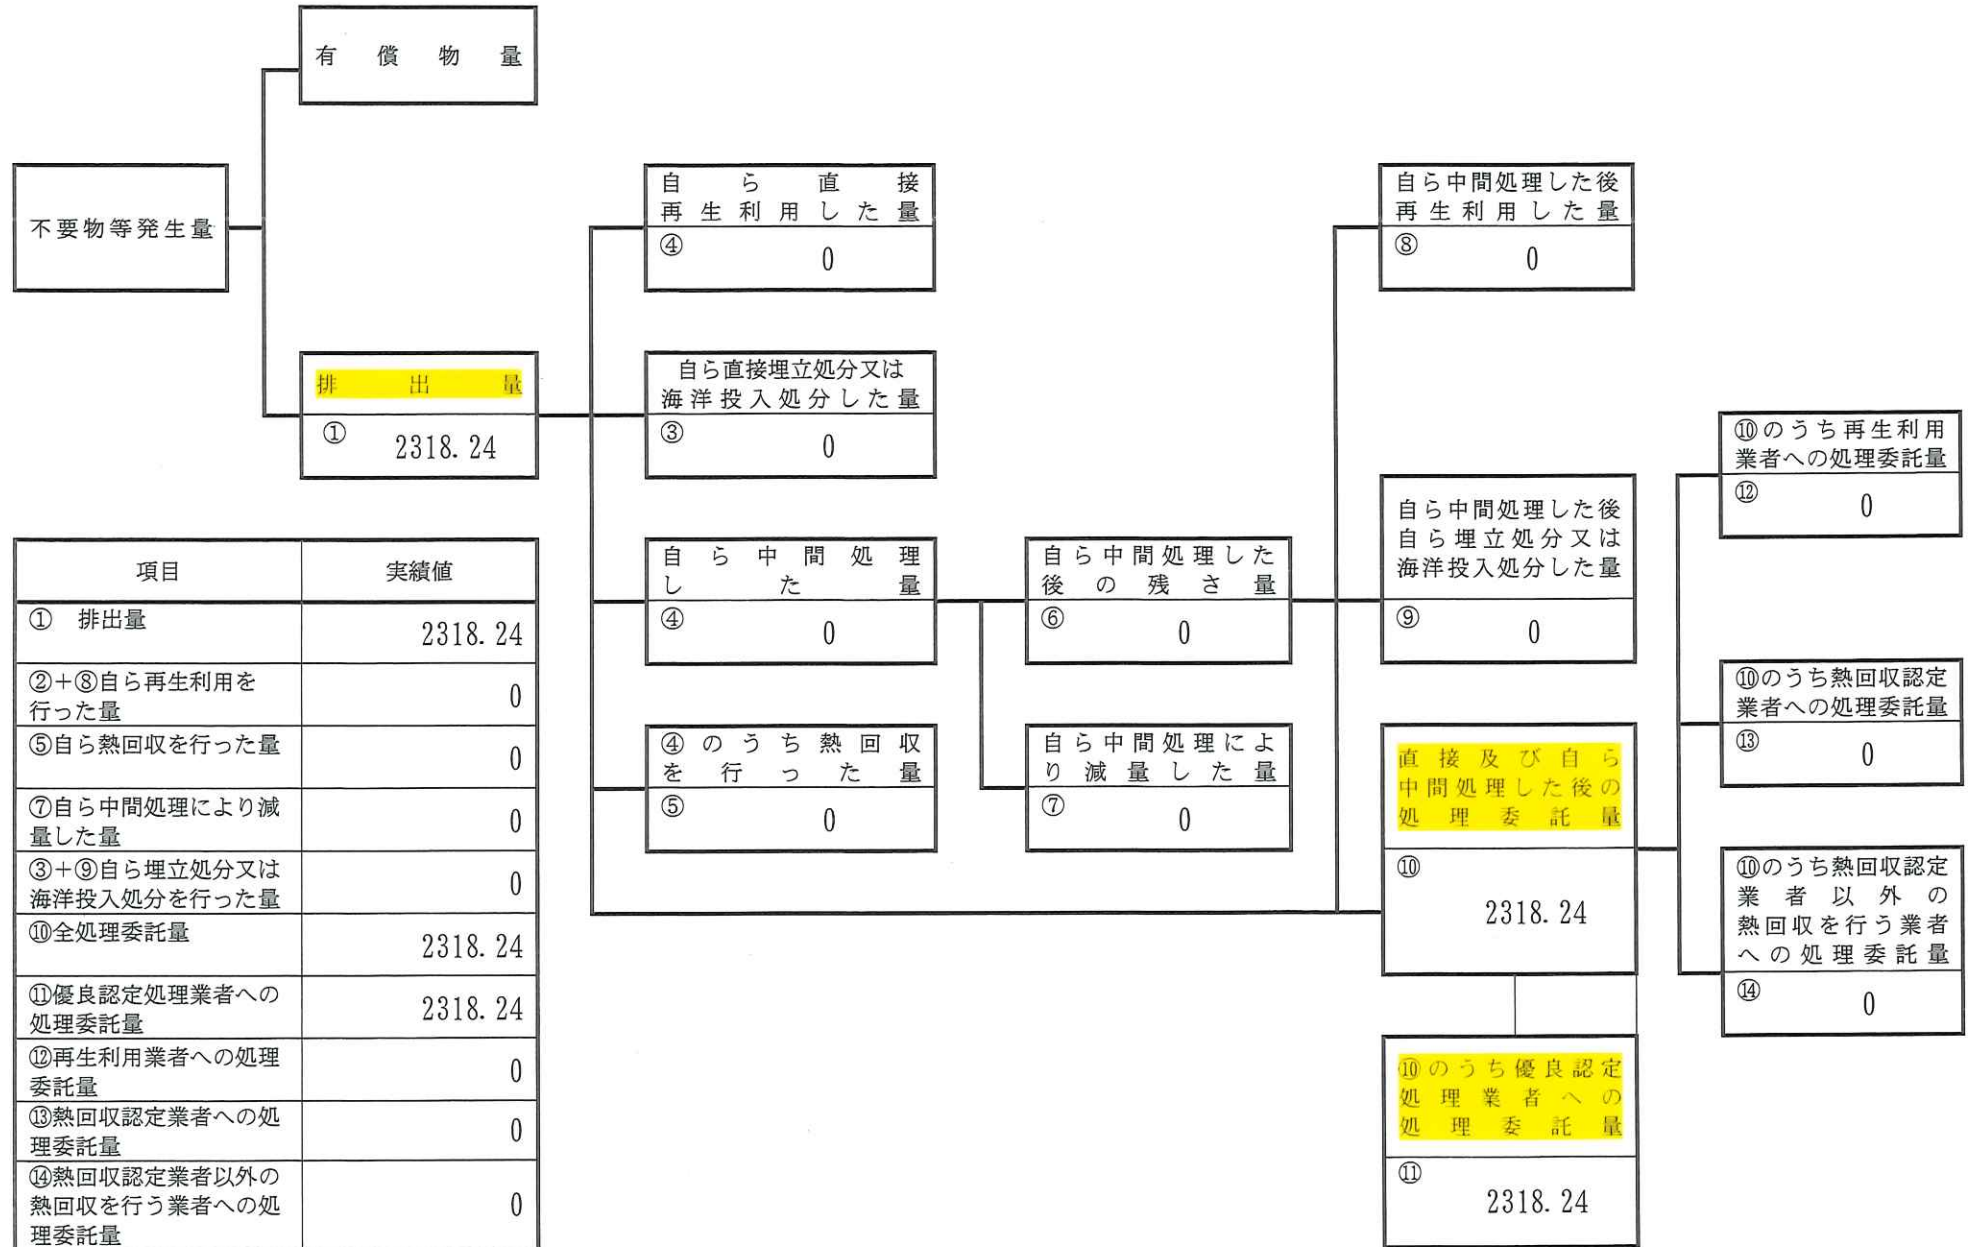 有償物量
不要物等発生量
排出量
① 2318.24
自ら直接
再生利用した量
④ 0
自ら直接埋立処分又は
海洋投入処分した量
③ 0
自ら中間処理
した量
④ 0
④のうち熱回収
を行った量
⑤ 0
自ら中間処理した
後の残さ量
⑥ 0
自ら中間処理によ
り減量した量
⑦ 0
自ら中間処理した後
再生利用した量
⑧ 0
自ら中間処理した後
自ら埋立処分又は
海洋投入処分した量
⑨ 0
直接及び自ら
中間処理した後の
処理委託量
⑩
2318.24
⑩のうち優良認定
処理業者への
処理委託量
⑪
2318.24
⑩のうち再生利用
業者への処理委託量
⑫ 0
⑩のうち熱回収認定
業者への処理委託量
⑬ 0
⑩のうち熱回収認定
業者以外の
熱回収を行う業者
への処理委託量
⑭ 0
項目 実績値
① 排出量 2318.24
②+⑧自ら再生利用を
行った量 0
⑤自ら熱回収を行った量 0
⑦自ら中間処理により減
量した量 0
③+⑨自ら埋立処分又は
海洋投入処分を行った量 0
⑩全処理委託量 2318.24
⑪優良認定処理業者への
処理委託量 2318.24
⑫再生利用業者への処理
委託量 0
⑬熱回収認定業者への処
理委託量 0
⑭熱回収認定業者以外の
熱回収を行う業者への処
理委託量 0